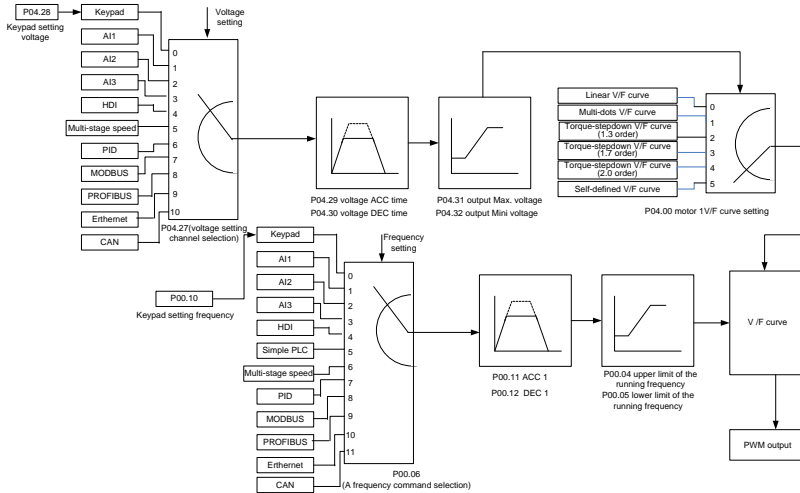 P04.28
Keypad setting
voltage
Keypad
AI1
AI2
AI3
HDI
Multi-stage speed
PID
MODBUS
PROFIBUS
Erthernet
CAN
Voltage
setting
0
1
2
3
4
5
6
7
8
9
10
P04.27(voltage setting
channel selection)
P04.29 voltage ACC time
P04.30 voltage DEC time
P04.31 output Max. voltage
P04.32 output Mini voltage
Linear V/F curve
Multi-dots V/F curve
Torque-stepdown V/F curve
(1.3 order)
Torque-stepdown V/F curve
(1.7 order)
Torque-stepdown V/F curve
(2.0 order)
Self-defined V/F curve
0
1
2
3
4
5
P04.00 motor 1V/F curve setting
P00.10
Keypad setting frequency
Keypad
AI1
AI2
AI3
HDI
Simple PLC
Multi-stage speed
PID
MODBUS
PROFIBUS
Erthernet
CAN
Frequency
setting
0
1
2
3
4
5
6
7
8
9
10
11
P00.06
(A frequency command selection)
P00.11 ACC 1
P00.12 DEC 1
P00.04 upper limit of the
running frequency
P00.05 lower limit of the
running frequency
V /F curve
PWM output